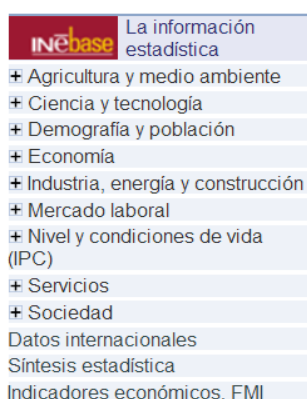 INEbase
La información
estadística
+ Agricultura y medio ambiente
+ Ciencia y tecnología
+ Demografía y población
+ Economía
+ Industria, energía y construcción
+ Mercado laboral
+ Nivel y condiciones de vida
(IPC)
+ Servicios
+ Sociedad
Datos internacionales
Síntesis estadística
Indicadores económicos. FMI